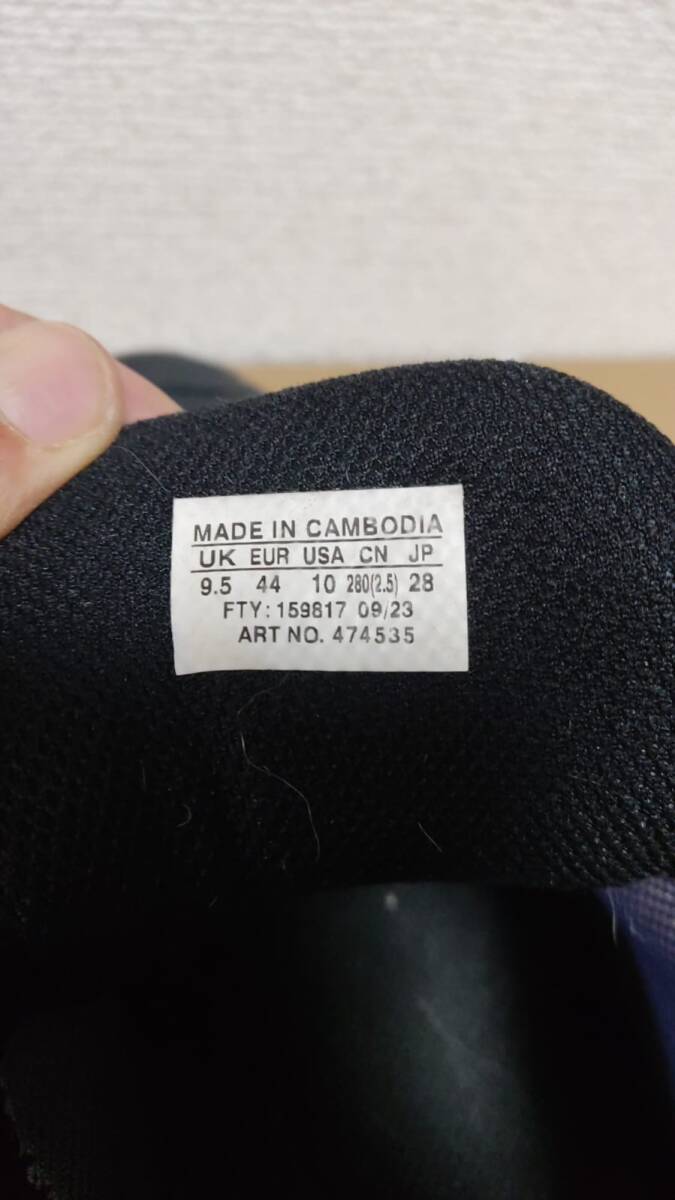 MADE IN CAMBODIA
UK EUR USA CN JP
9.5 44 10 280(2.5) 28
FTY: 159817 09/23
ART NO. 474535